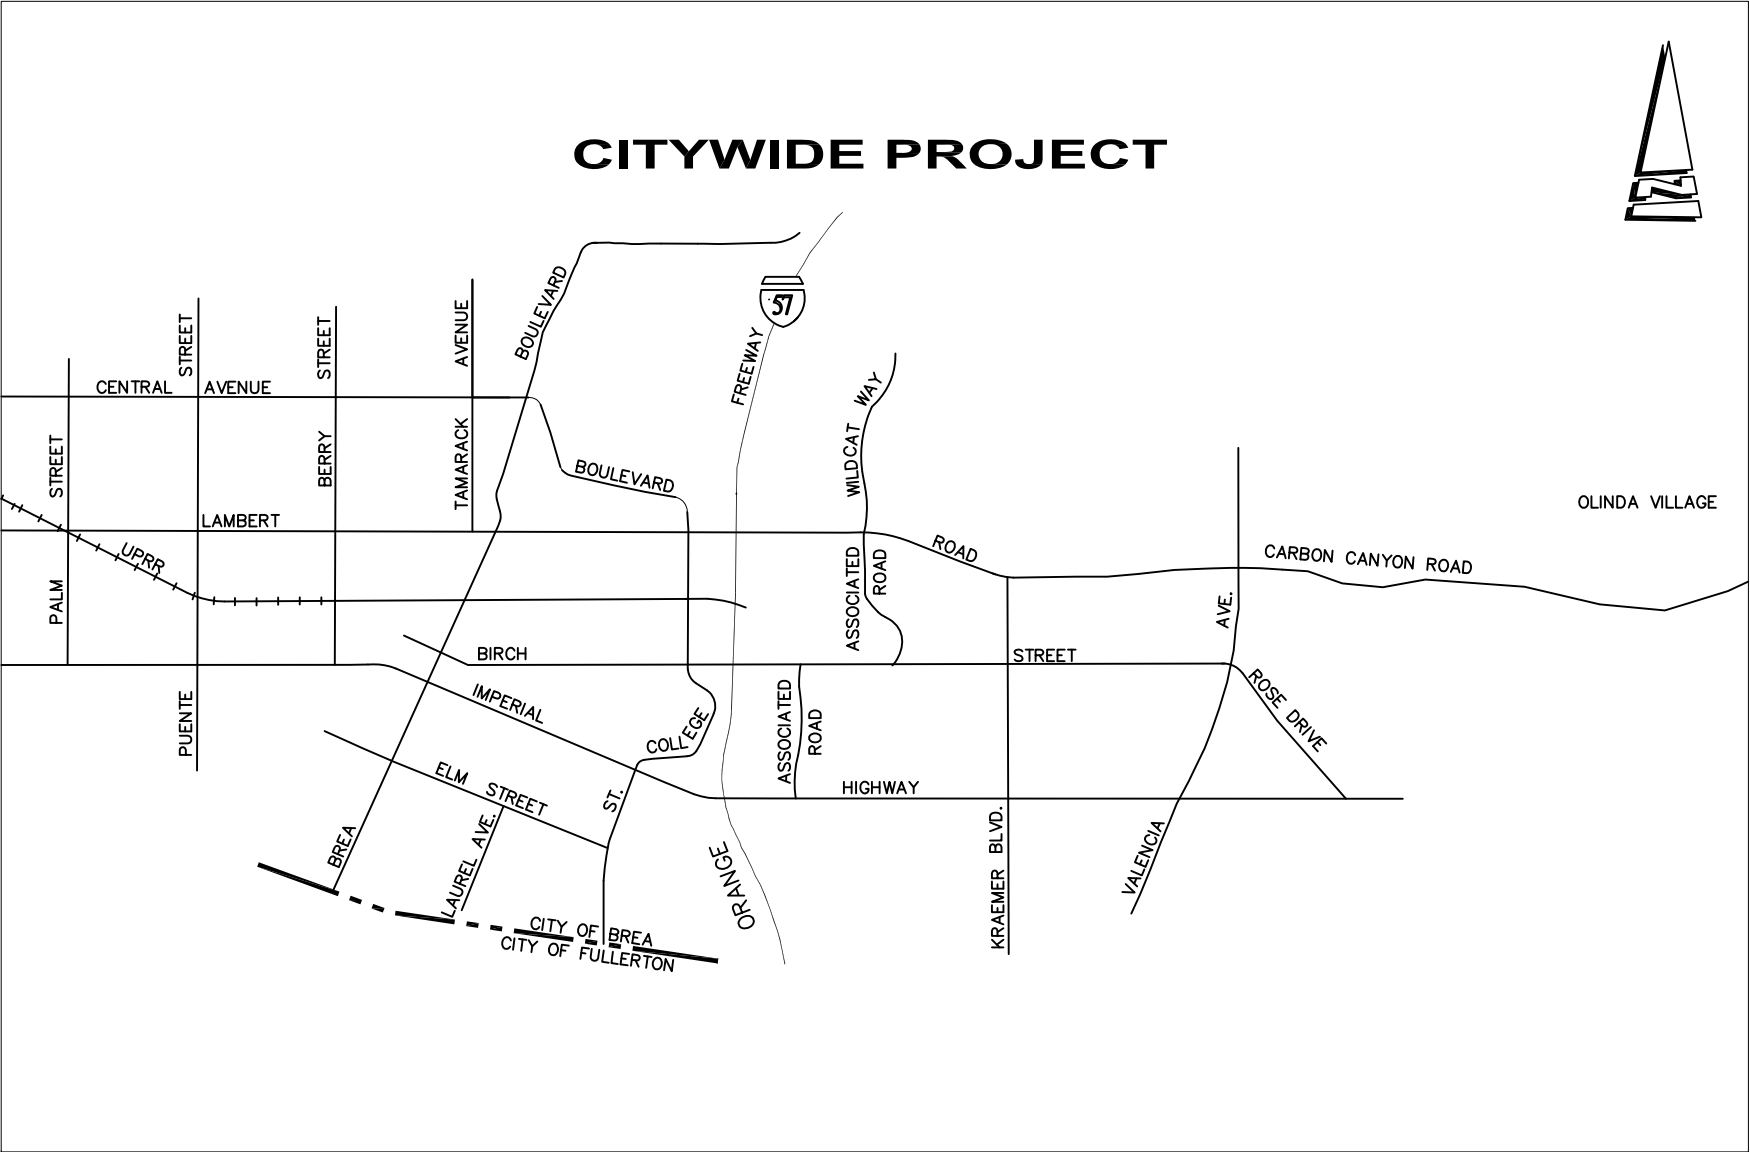 CITYWIDE PROJECT
N
BOULEVARD
57
FREEWAY
STREET
STREET
AVENUE
CENTRAL AVENUE
WILDCAT WAY
STREET
BERRY
TAMARACK
BOULEVARD
OLINDA VILLAGE
LAMBERT
ROAD
CARBON CANYON ROAD
UPRR
PALM
ASSOCIATED
ROAD
AVE.
BIRCH
STREET
PUENTE
IMPERIAL
COLLEGE
ASSOCIATED
ROAD
ROSE DRIVE
ELM STREET
ST.
HIGHWAY
BREA
LAUREL AVE.
ORANGE
KRAEMER BLVD.
VALENCIA
CITY OF BREA
CITY OF FULLERTON